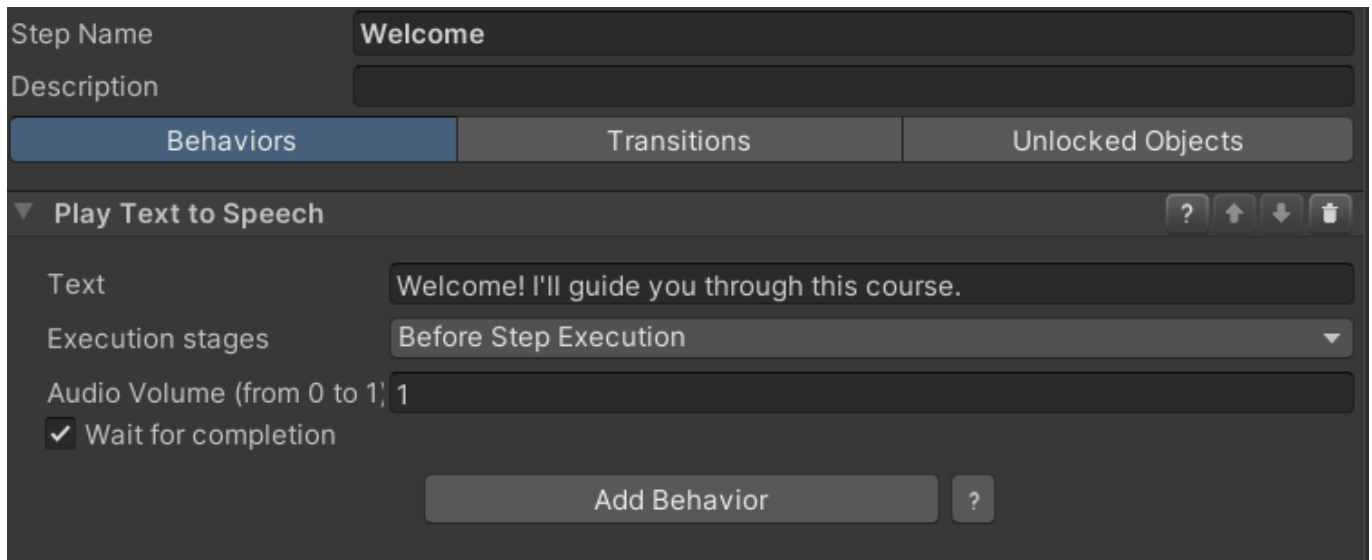 Step Name Welcome
Description
Behaviors Transitions Unlocked Objects
Play Text to Speech ?
Text Welcome! I'll guide you through this course.
Execution stages Before Step Execution
Audio Volume (from 0 to 1) 1
Wait for completion
Add Behavior ?